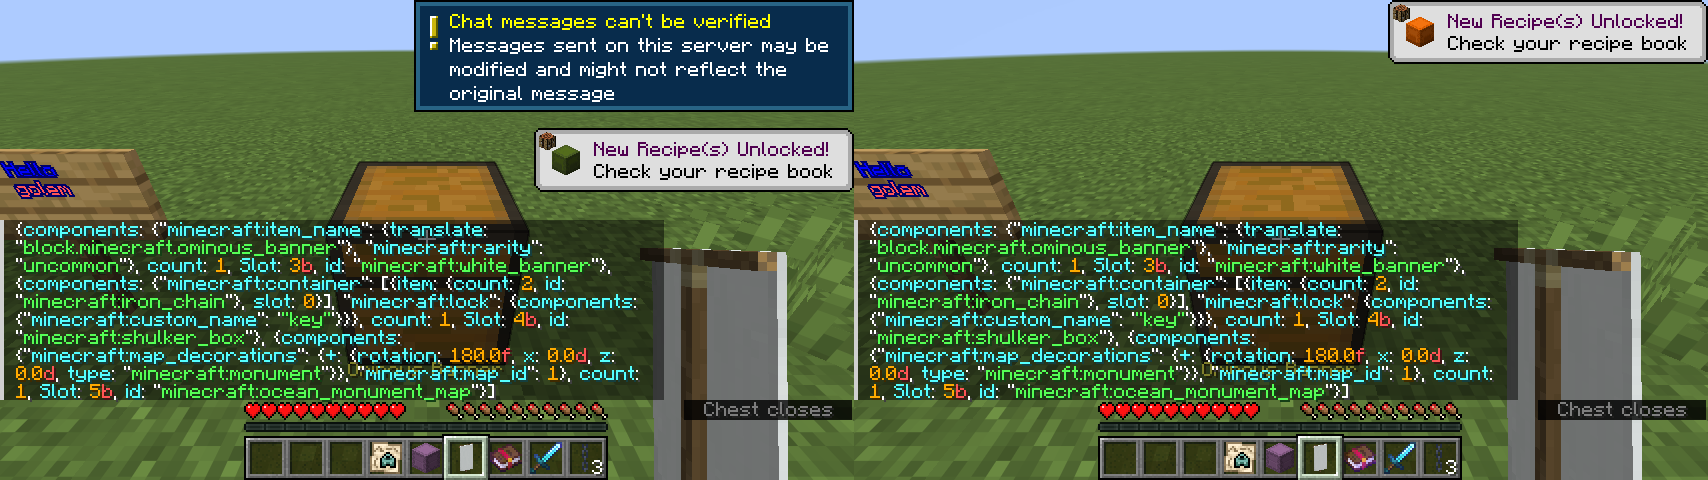 Chat messages can't be verified
Messages sent on this server may be
modified and might not reflect the
original message
New Recipe(s) Unlocked!
Check your recipe book
Hello
golem
{components: {"minecraft:item_name": {translate:
"block.minecraft.ominous_banner"}, "minecraft:rarity":
"uncommon"}, count: 1, Slot: 3b, id: "minecraft:white_banner"},
{components: {"minecraft:container": [{item: {count: 2, id:
"minecraft:iron_chain"}, slot: 0}], "minecraft:lock": {components:
{"minecraft:custom_name": "key"}}}, count: 1, Slot: 4b, id:
"minecraft:shulker_box"}, {components:
{"minecraft:map_decorations": {+: {rotation: 180.0f, x: 0.0d, z:
0.0d, type: "minecraft:monument"}}, "minecraft:map_id": 1}, count:
1, Slot: 5b, id: "minecraft:ocean_monument_map"}]
Chest closes
3
New Recipe(s) Unlocked!
Check your recipe book
Hello
golem
{components: {"minecraft:item_name": {translate:
"block.minecraft.ominous_banner"}, "minecraft:rarity":
"uncommon"}, count: 1, Slot: 3b, id: "minecraft:white_banner"},
{components: {"minecraft:container": [{item: {count: 2, id:
"minecraft:iron_chain"}, slot: 0}], "minecraft:lock": {components:
{"minecraft:custom_name": "key"}}}, count: 1, Slot: 4b, id:
"minecraft:shulker_box"}, {components:
{"minecraft:map_decorations": {+: {rotation: 180.0f, x: 0.0d, z:
0.0d, type: "minecraft:monument"}}, "minecraft:map_id": 1}, count:
1, Slot: 5b, id: "minecraft:ocean_monument_map"}]
Chest closes
3